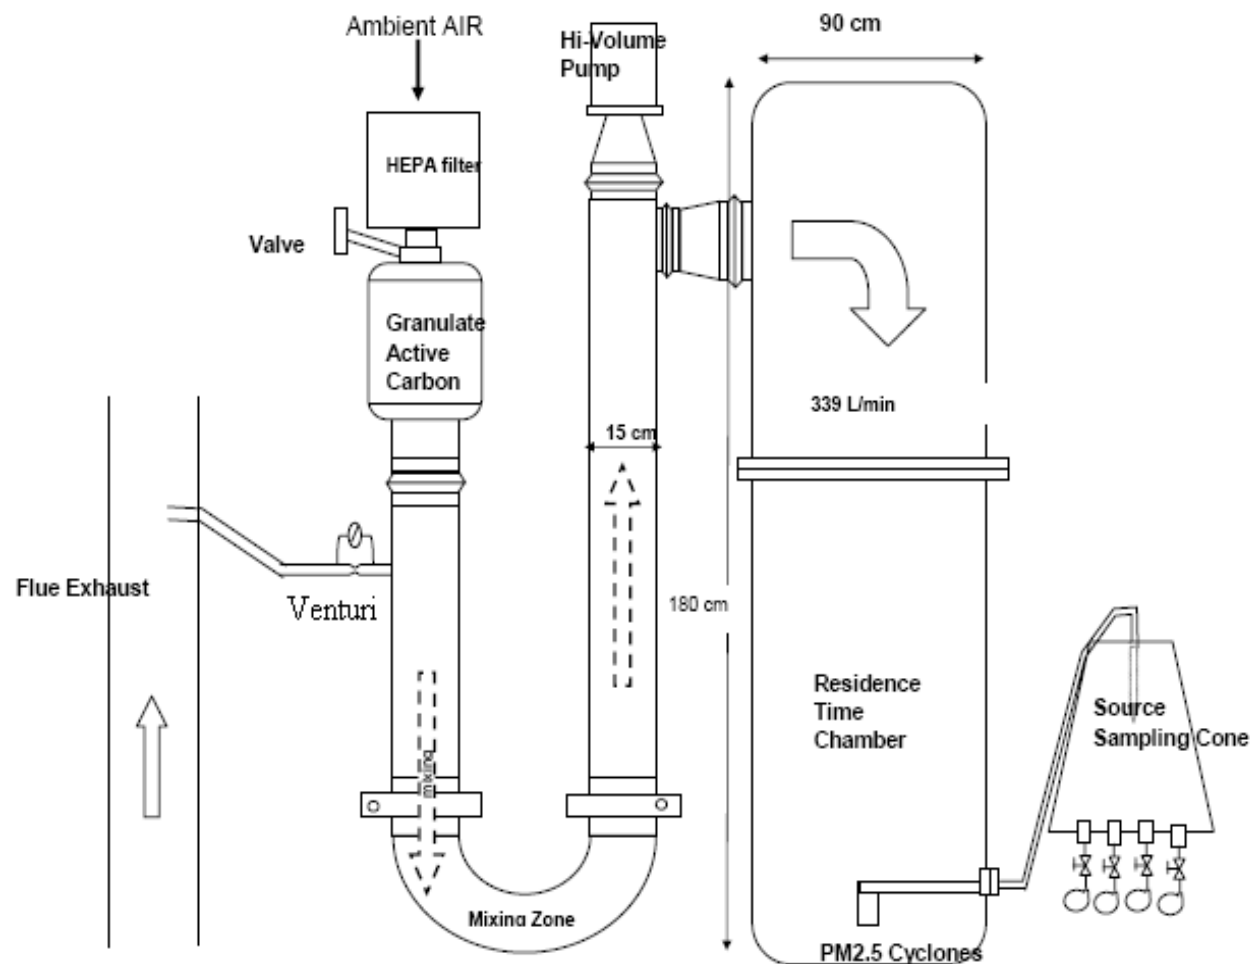 Ambient AIR
Hi-Volume
Pump
90 cm
HEPA filter
Valve
Granulate
Active
Carbon
339 L/min
15 cm
Flue Exhaust
Venturi
180 cm
Residence
Time
Chamber
Source
Sampling Cone
mixing
Mixing Zone
PM2.5 Cyclones